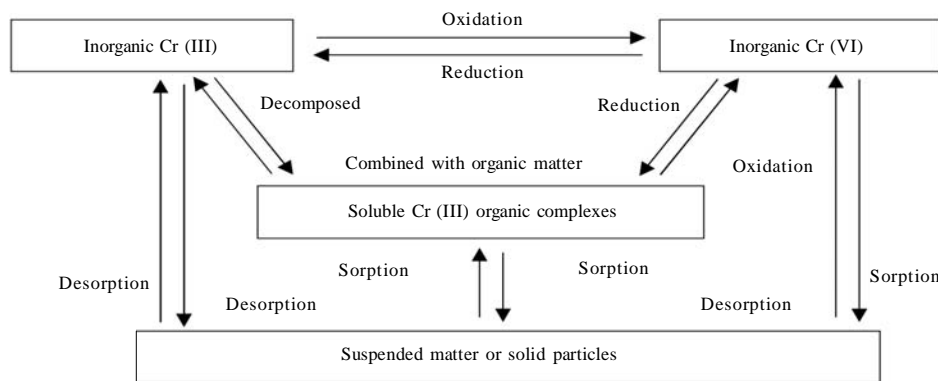 Oxidation
Inorganic Cr (III)
Inorganic Cr (VI)
Reduction
Decomposed
Reduction
Combined with organic matter
Oxidation
Soluble Cr (III) organic complexes
Sorption
Sorption
Desorption
Sorption
Desorption
Desorption
Suspended matter or solid particles